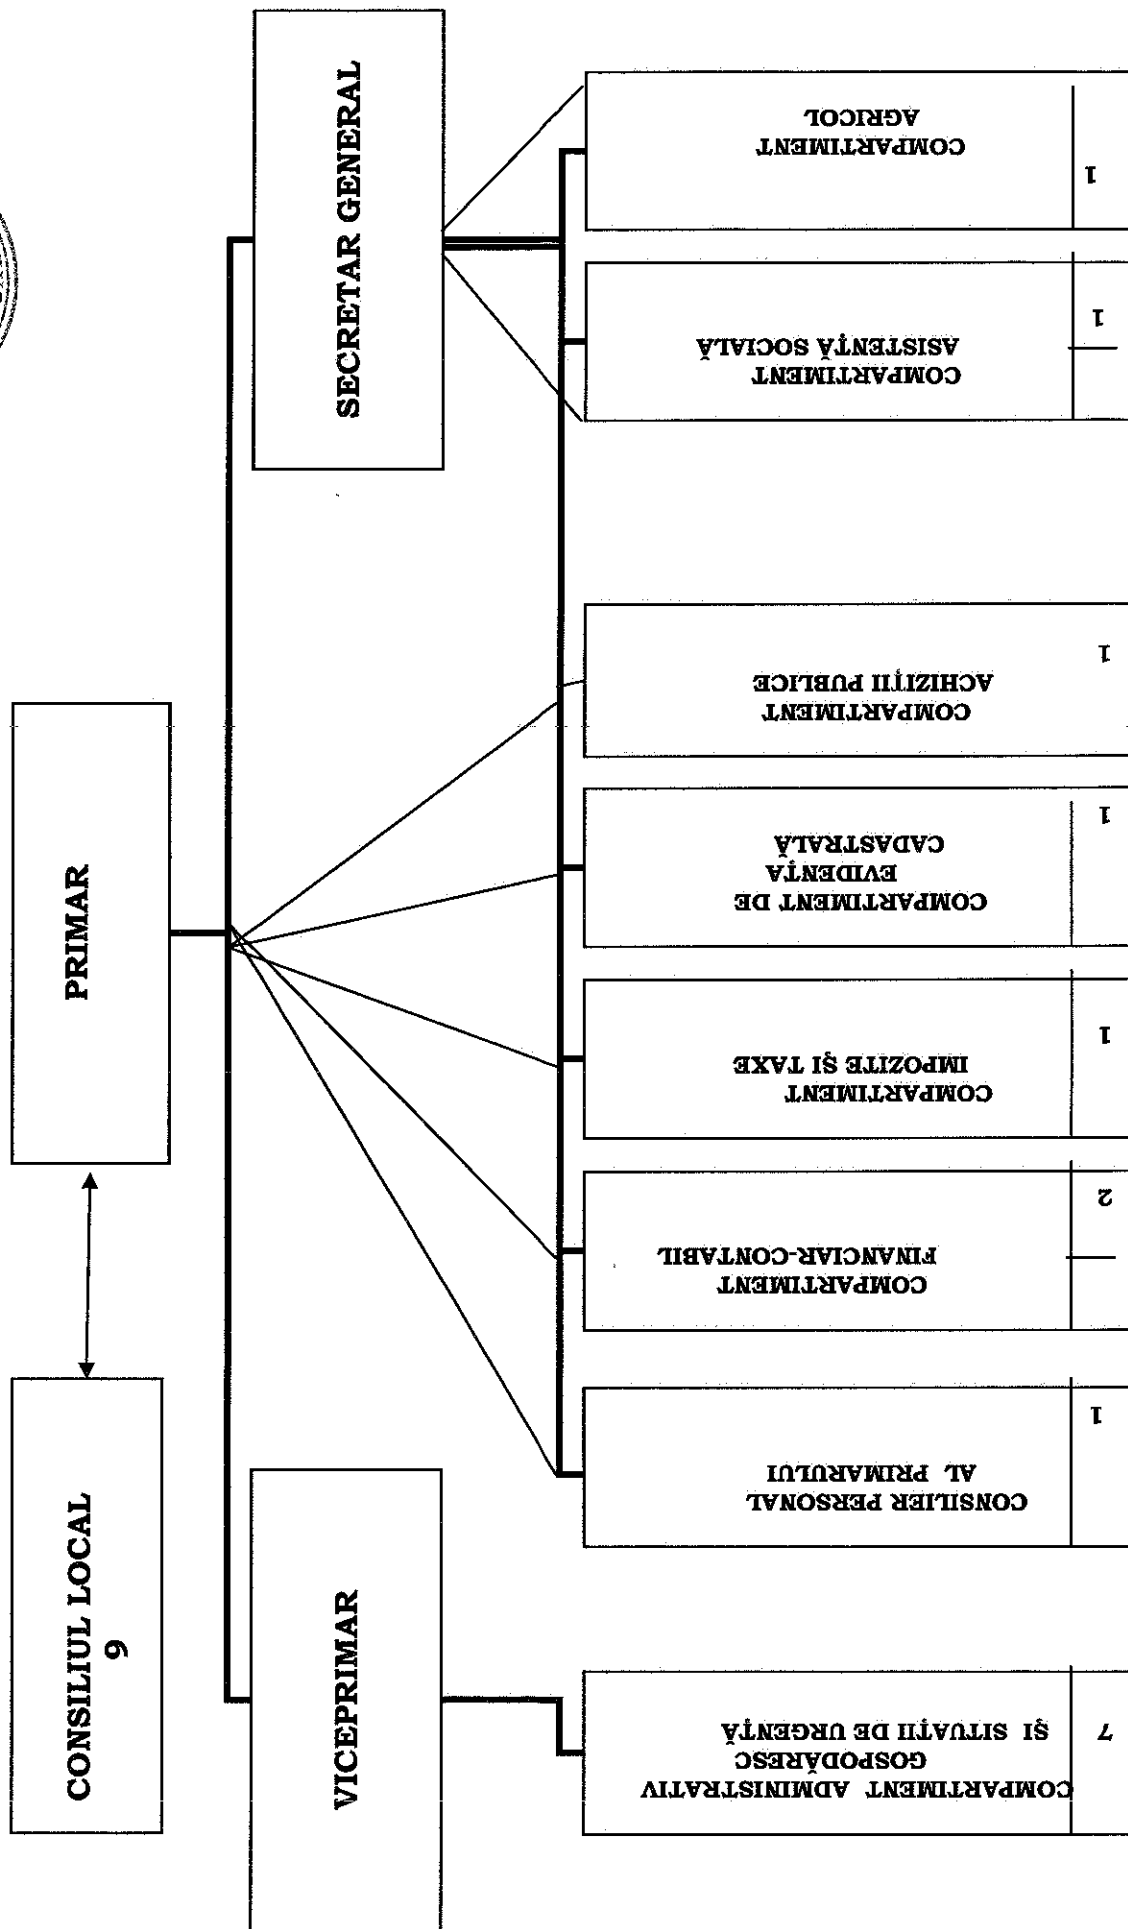 CONSILIUL LOCAL
9
PRIMAR
VICEPRIMAR
SECRETAR GENERAL
COMPARTIMENT ADMINISTRATIV
GOSPODĂRESC
ŞI SITUAŢII DE URGENŢĂ
7
CONSILIER PERSONAL
AL PRIMARULUI
1
COMPARTIMENT
FINANCIAR-CONTABIL
2
COMPARTIMENT
IMPOZITE ŞI TAXE
1
COMPARTIMENT DE
EVIDENŢA
CADASTRALĂ
1
COMPARTIMENT
ACHIZIŢII PUBLICE
1
COMPARTIMENT
ASISTENŢĂ SOCIALĂ
1
COMPARTIMENT
AGRICOL
1